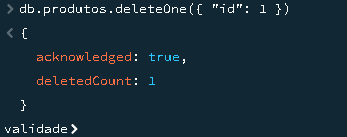 > db.produtos.deleteOne({ "id": 1 })
< {
acknowledged: true,
deletedCount: 1
}
validade>